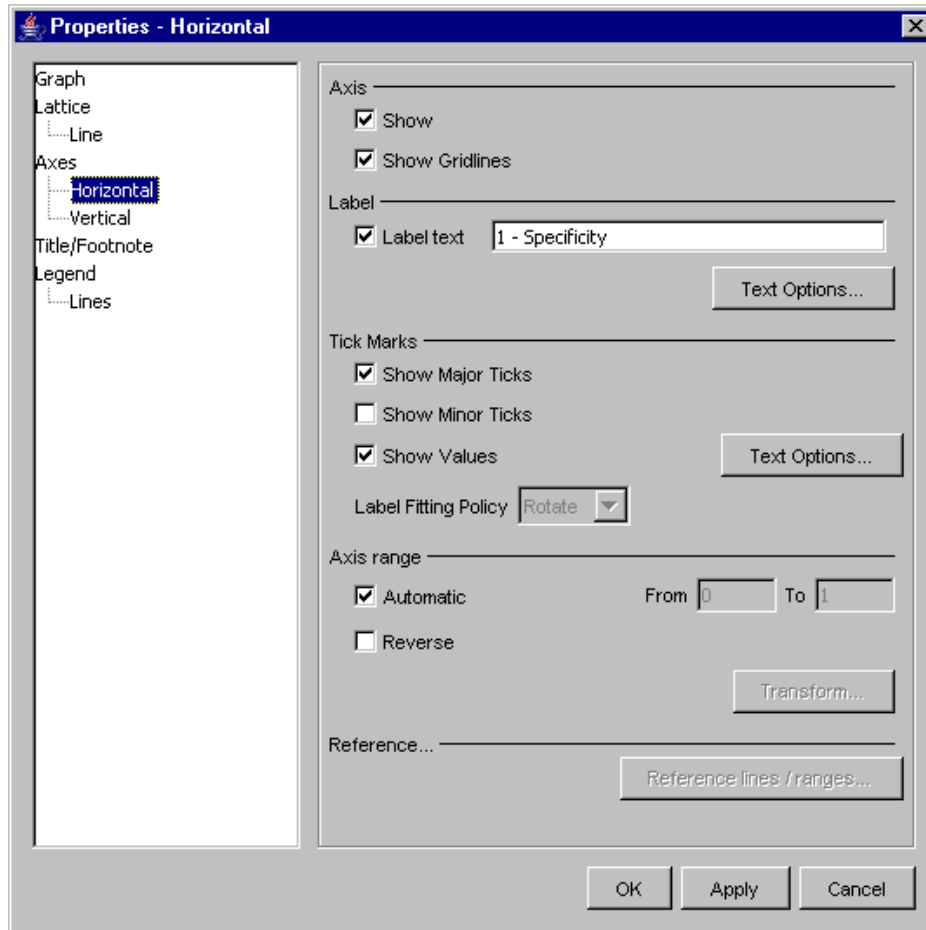 Properties - Horizontal
Graph
Lattice
Line
Axes
Horizontal
Vertical
Title/Footnote
Legend
Lines
Axis
Show
Show Gridlines
Label
Label text 1 - Specificity
Text Options...
Tick Marks
Show Major Ticks
Show Minor Ticks
Show Values Text Options...
Label Fitting Policy Rotate
Axis range
Automatic From 0 To 1
Reverse
Transform...
Reference...
Reference lines / ranges...
OK Apply Cancel